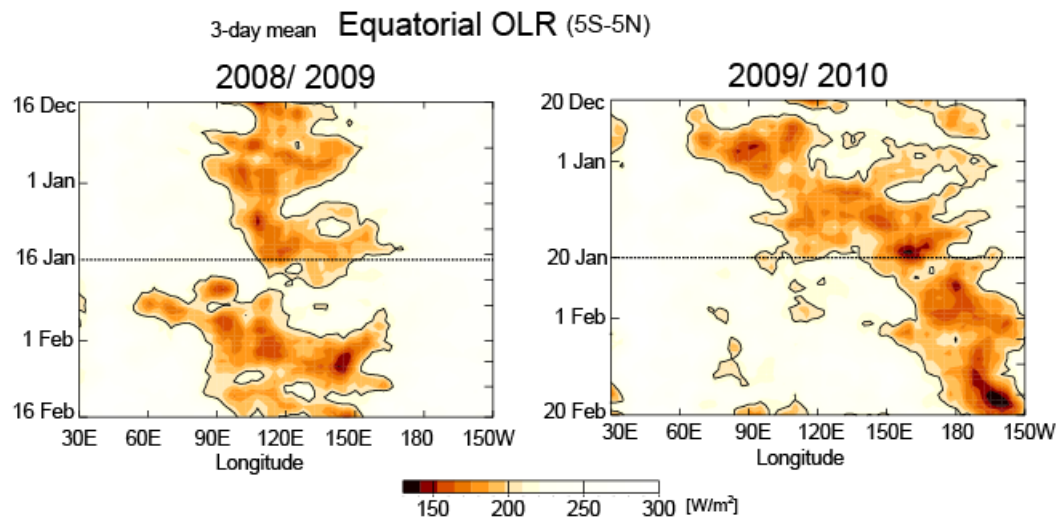 3-day mean Equatorial OLR (5S-5N)
2008/ 2009
16 Dec
1 Jan
16 Jan
1 Feb
16 Feb
30E 60E 90E 120E 150E 180 150W
Longitude
2009/ 2010
20 Dec
1 Jan
20 Jan
1 Feb
20 Feb
30E 60E 90E 120E 150E 180 150W
Longitude
150 200 250 300 [W/m²]